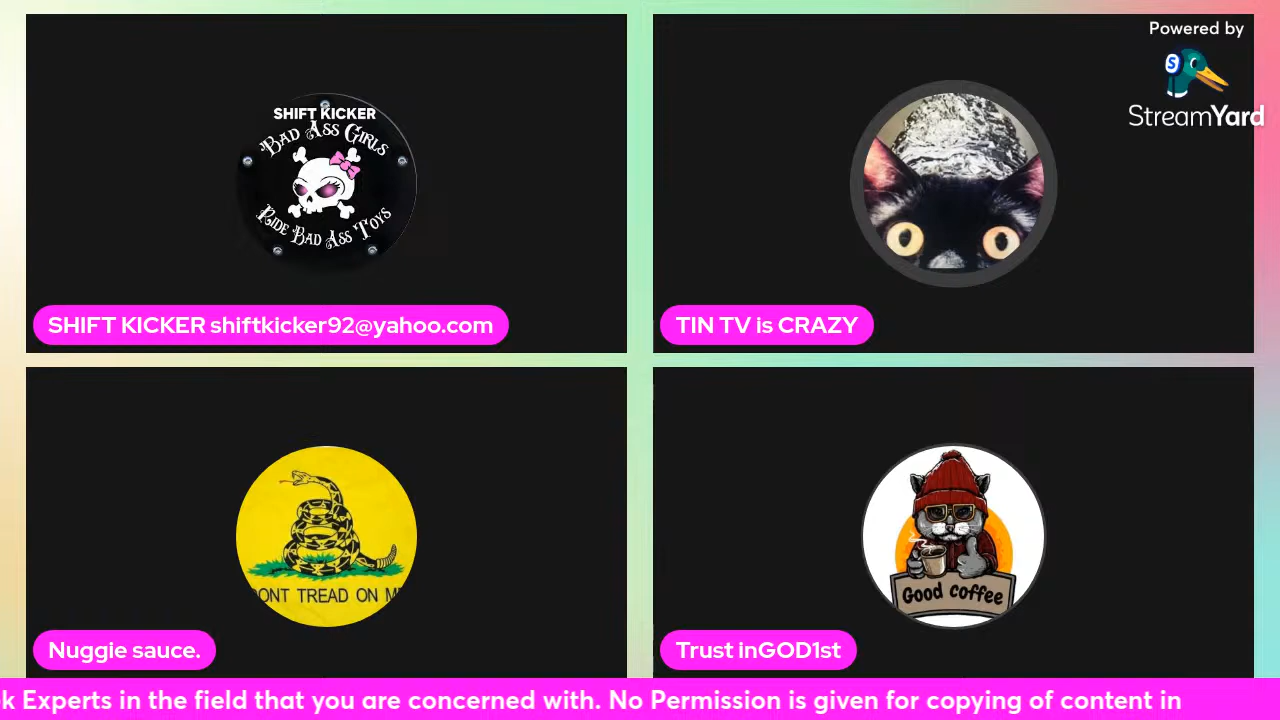 Powered by
StreamYard
SHIFT KICKER
BAD ASS GIRLS
RIDE BAD ASS TOYS
SHIFT KICKER shiftkicker92@yahoo.com
TIN TV is CRAZY
DONT TREAD ON M
Good coffee
Nuggie sauce.
Trust inGOD1st
k Experts in the field that you are concerned with. No Permission is given for copying of content in